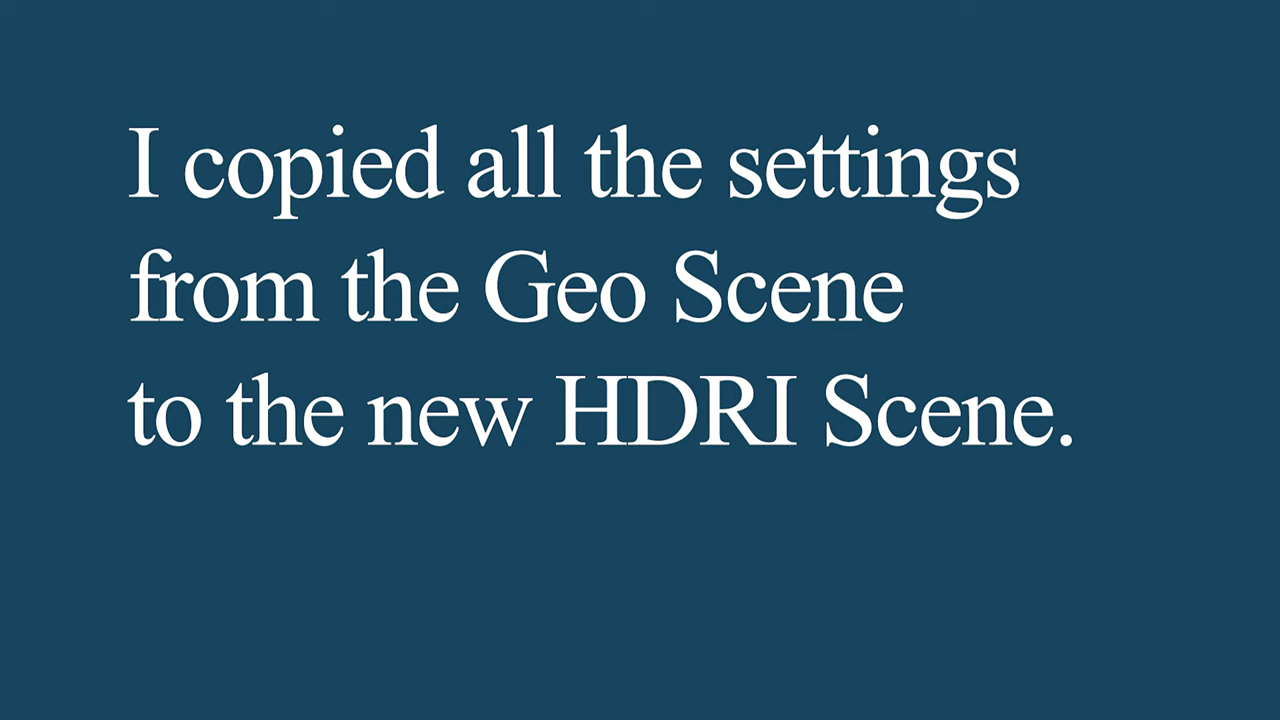 I copied all the settings
from the Geo Scene
to the new HDRI Scene.